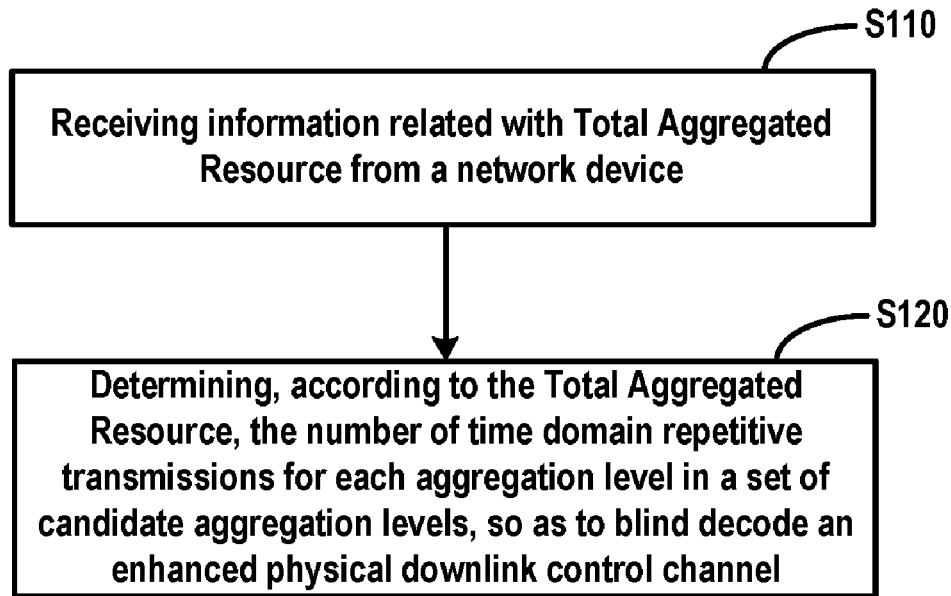 S110
Receiving information related with Total Aggregated
Resource from a network device
S120
Determining, according to the Total Aggregated
Resource, the number of time domain repetitive
transmissions for each aggregation level in a set of
candidate aggregation levels, so as to blind decode an
enhanced physical downlink control channel